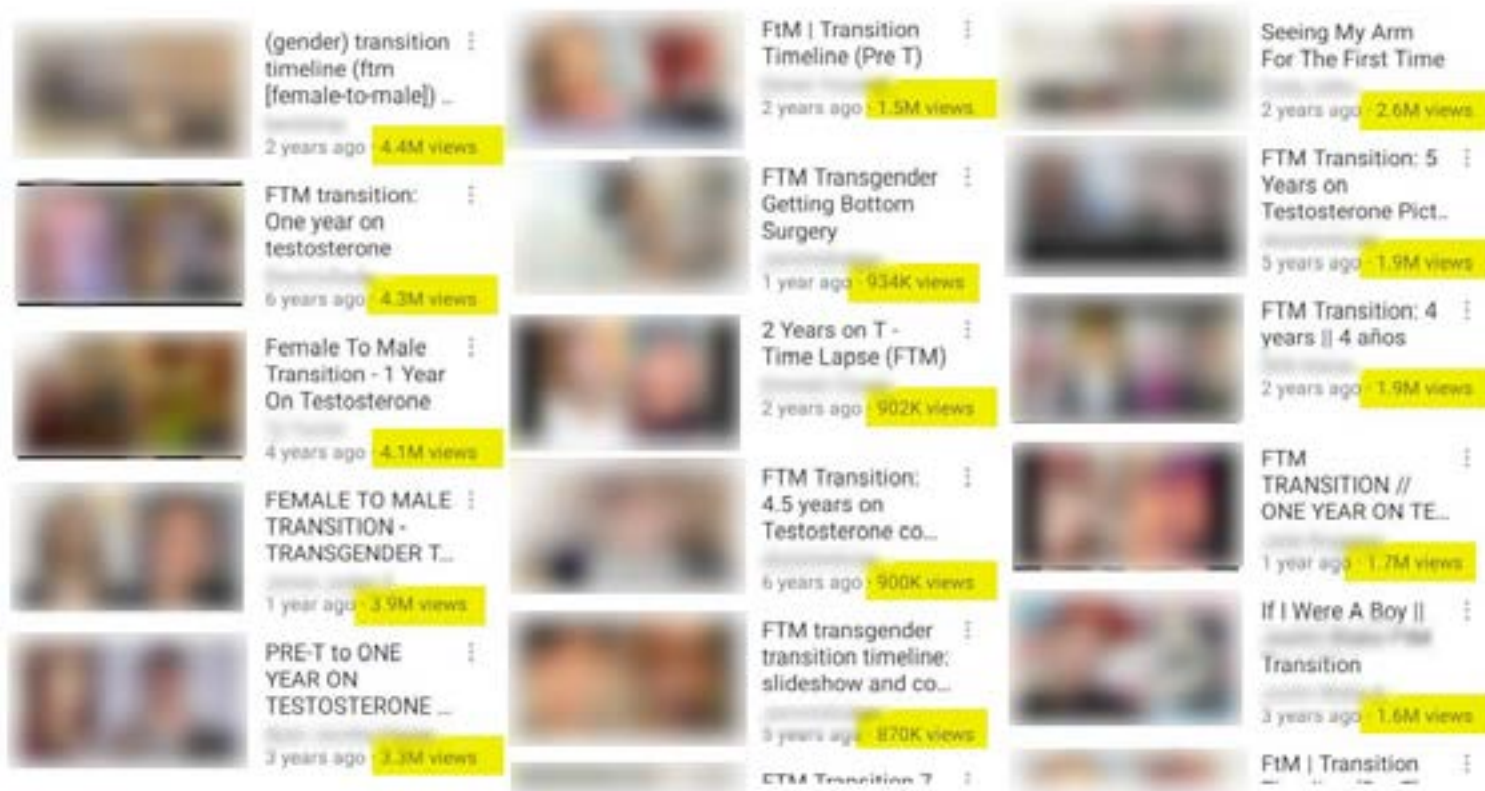 (gender) transition
timeline (ftm
[female-to-male]) ...
2 years ago · 4.4M views
FTM transition:
One year on
testosterone
6 years ago · 4.3M views
Female To Male
Transition - 1 Year
On Testosterone
4 years ago · 4.1M views
FEMALE TO MALE
TRANSITION -
TRANSGENDER T...
1 year ago · 3.9M views
PRE-T to ONE
YEAR ON
TESTOSTERONE ...
3 years ago · 3.3M views
FtM | Transition
Timeline (Pre T)
2 years ago · 1.5M views
FTM Transgender
Getting Bottom
Surgery
1 year ago · 934K views
2 Years on T -
Time Lapse (FTM)
2 years ago · 902K views
FTM Transition:
4.5 years on
Testosterone co...
6 years ago · 900K views
FTM transgender
transition timeline:
slideshow and co...
5 years ago · 870K views
FTM Transition 7
Seeing My Arm
For The First Time
2 years ago · 2.6M views
FTM Transition: 5
Years on
Testosterone Pict..
5 years ago · 1.9M views
FTM Transition: 4
years || 4 años
2 years ago · 1.9M views
FTM
TRANSITION //
ONE YEAR ON TE...
1 year ago · 1.7M views
If I Were A Boy ||
Transition
3 years ago · 1.6M views
FtM | Transition